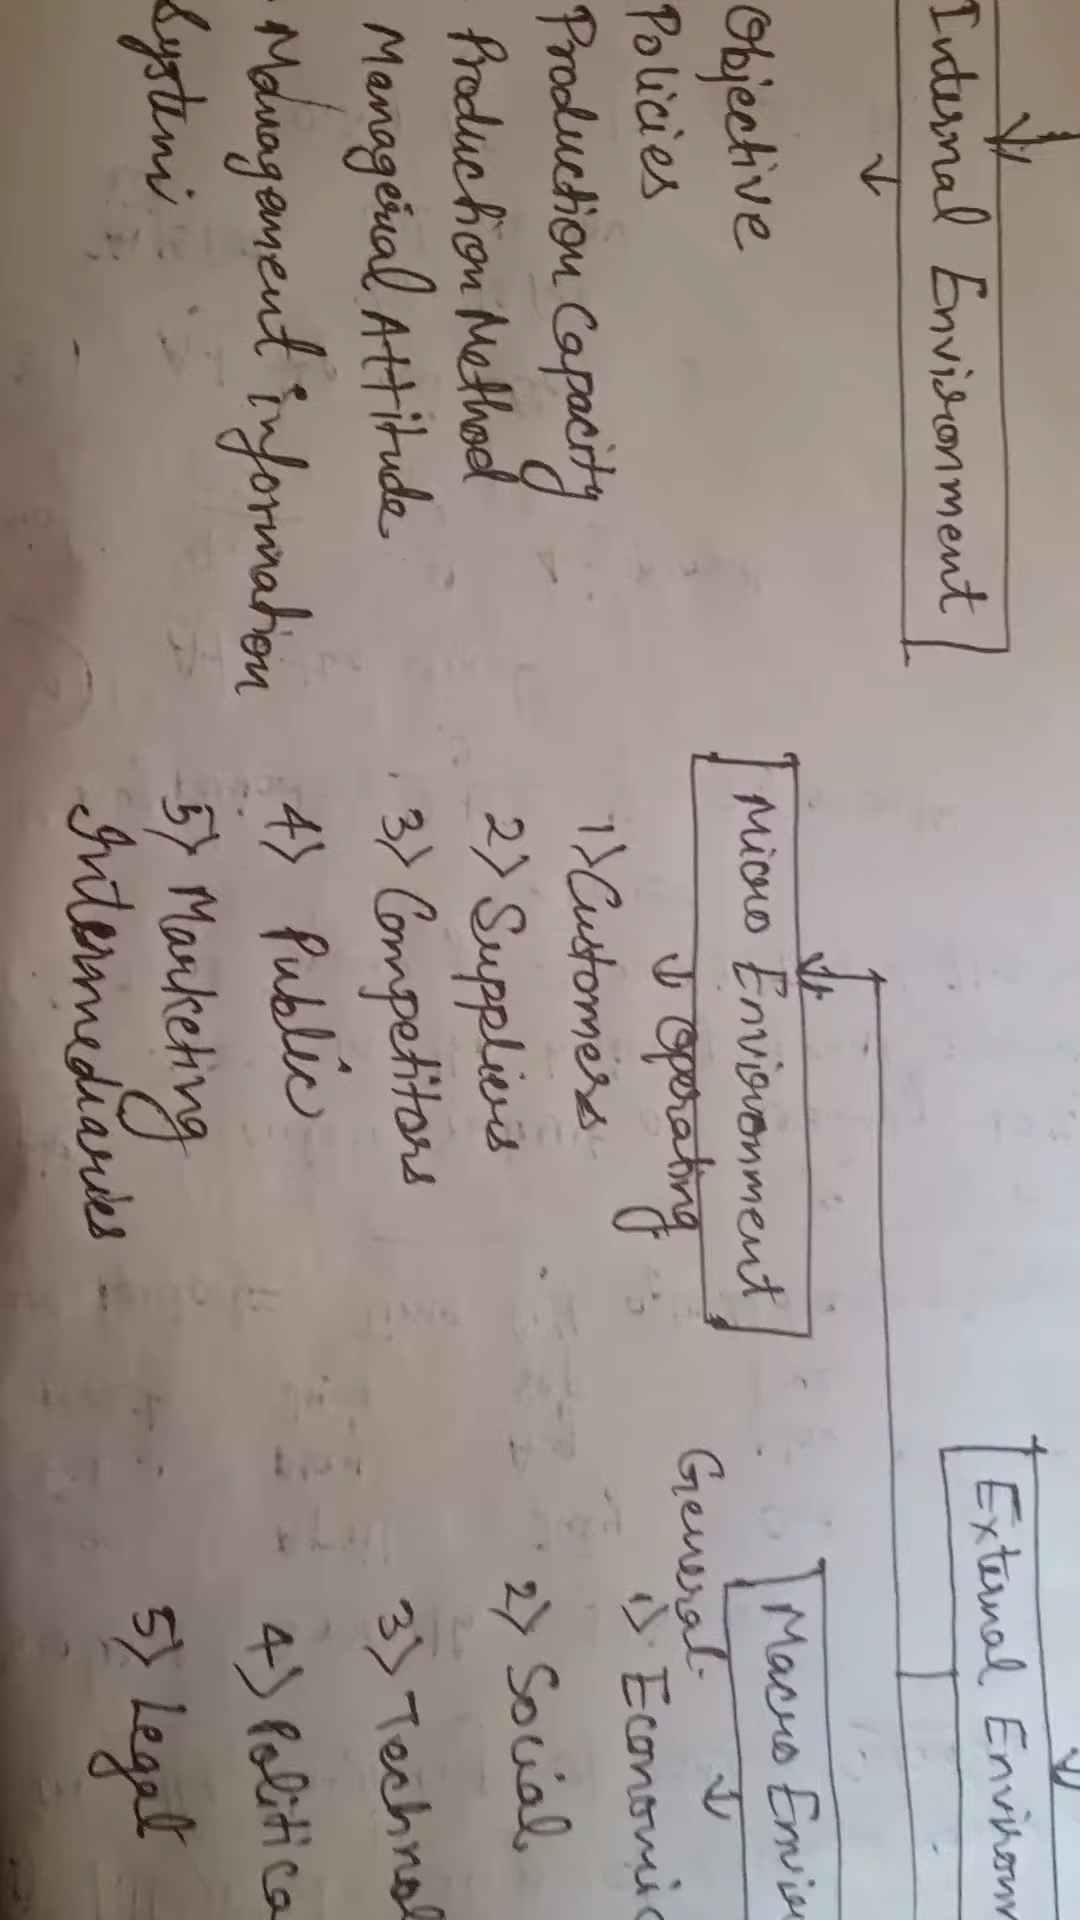 Internal Environment
Objective
Policies
Production Capacity
Production Method
Managerial Attitude
Management information
System
External Environm
Micro Environment
Operating
1) Customers
2) Suppliers
3) Competitors
4) Public
5) Marketing
Intermediaries
Macro Envir
General
1) Economic
2) Social
3) Technol
4) Politica
5) Legal